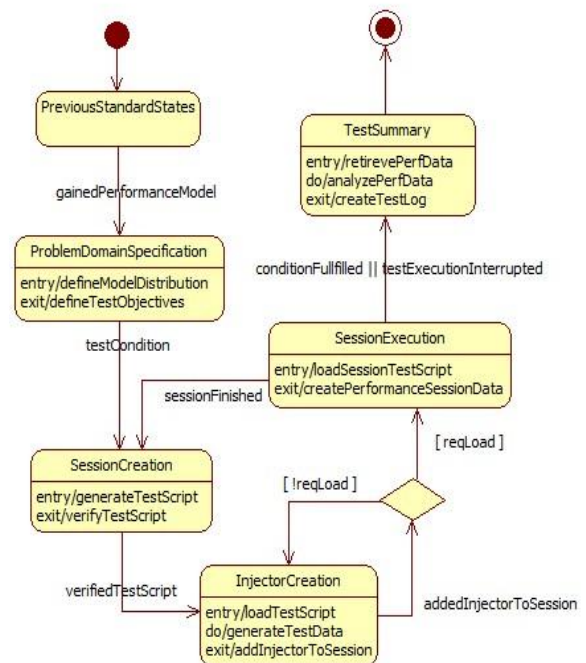 PreviousStandardStates
gainedPerformanceModel
ProblemDomainSpecification
entry/defineModelDistribution
exit/defineTestObjectives
testCondition
TestSummary
entry/retirevePerfData
do/analyzePerfData
exit/createTestLog
conditionFullfilled || testExecutionInterrupted
SessionExecution
entry/loadSessionTestScript
exit/createPerformanceSessionData
sessionFinished
[ reqLoad ]
SessionCreation
entry/generateTestScript
exit/verifyTestScript
[ !reqLoad ]
verifiedTestScript
InjectorCreation
entry/loadTestScript
do/generateTestData
exit/addInjectorToSession
addedInjectorToSession